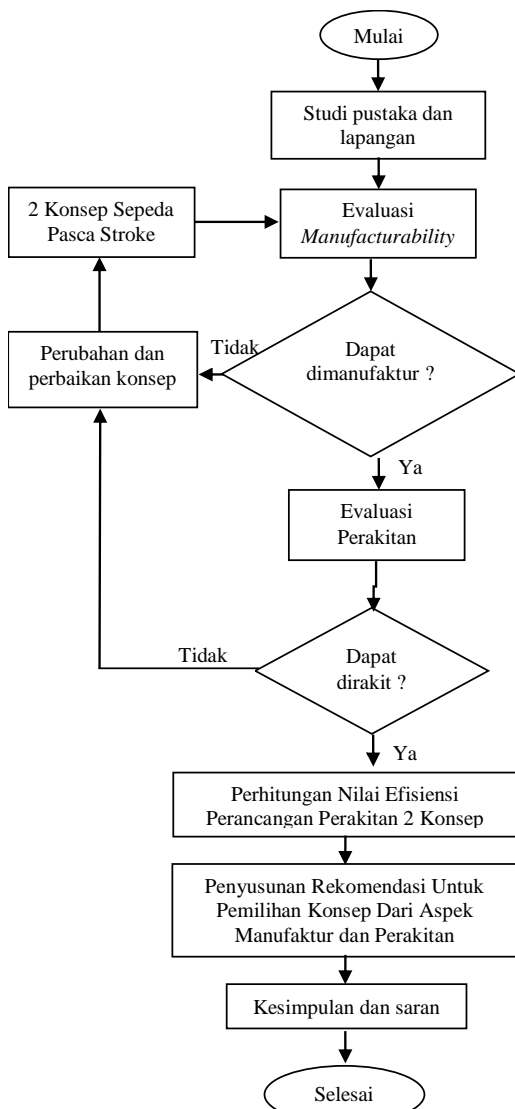 Mulai
Studi pustaka dan
lapangan
2 Konsep Sepeda
Pasca Stroke
Evaluasi
Manufacturability
Perubahan dan
perbaikan konsep
Tidak
Dapat
dimanufaktur ?
Ya
Evaluasi
Perakitan
Tidak
Dapat
dirakit ?
Ya
Perhitungan Nilai Efisiensi
Perancangan Perakitan 2 Konsep
Penyusunan Rekomendasi Untuk
Pemilihan Konsep Dari Aspek
Manufaktur dan Perakitan
Kesimpulan dan saran
Selesai